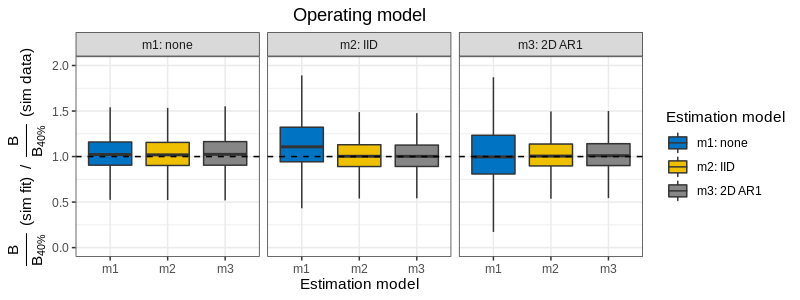 Operating model
m1: none
m2: IID
m3: 2D AR1
B/B40% (sim fit) / B/B40% (sim data)
2.0
1.5
1.0
0.5
0.0
m1 m2 m3
m1 m2 m3
m1 m2 m3
Estimation model
Estimation model
m1: none
m2: IID
m3: 2D AR1